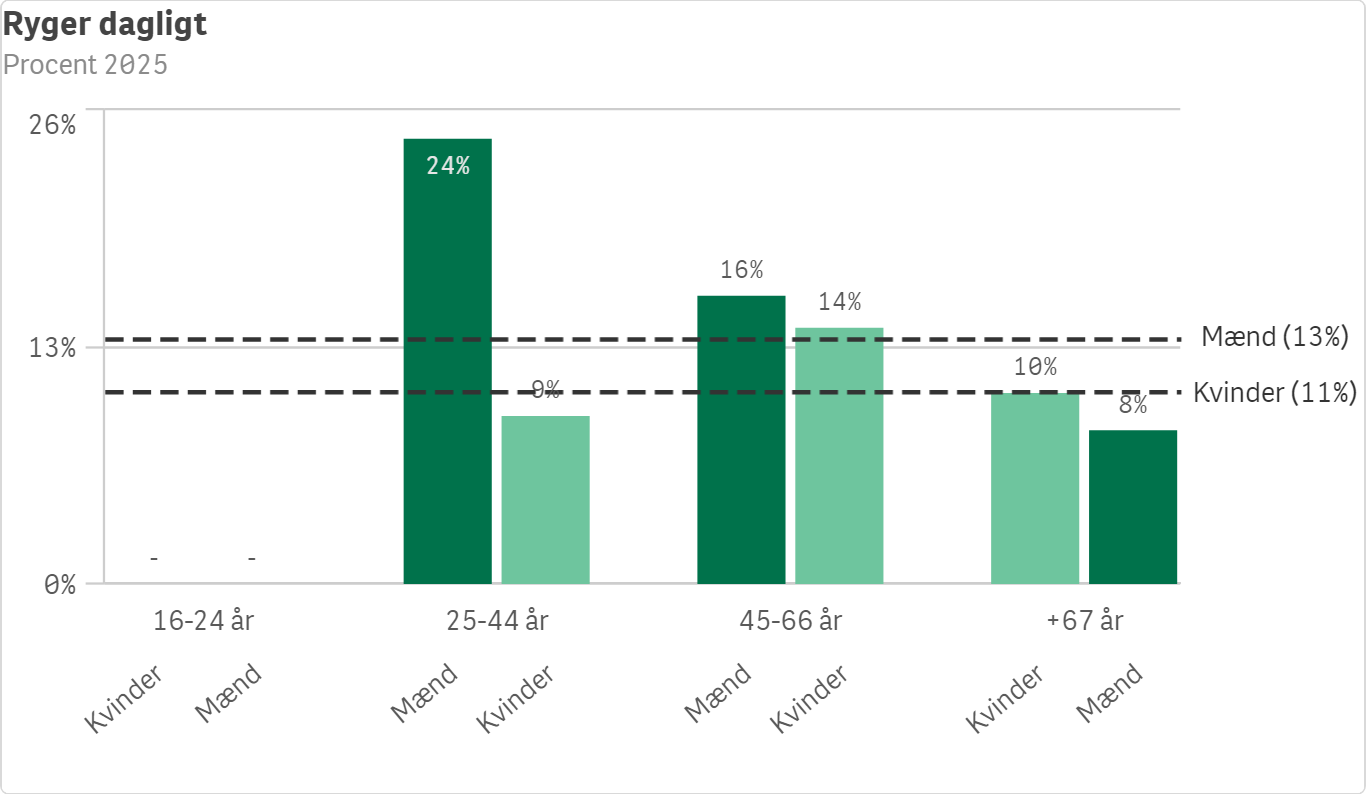 Ryger dagligt
Procent 2025
26%
24%
16%
14%
Mænd (13%)
13%
10%
9%
Kvinder (11%)
8%
-
-
0%
16-24 år
25-44 år
45-66 år
+67 år
Kvinder
Mænd
Mænd
Kvinder
Mænd
Kvinder
Kvinder
Mænd